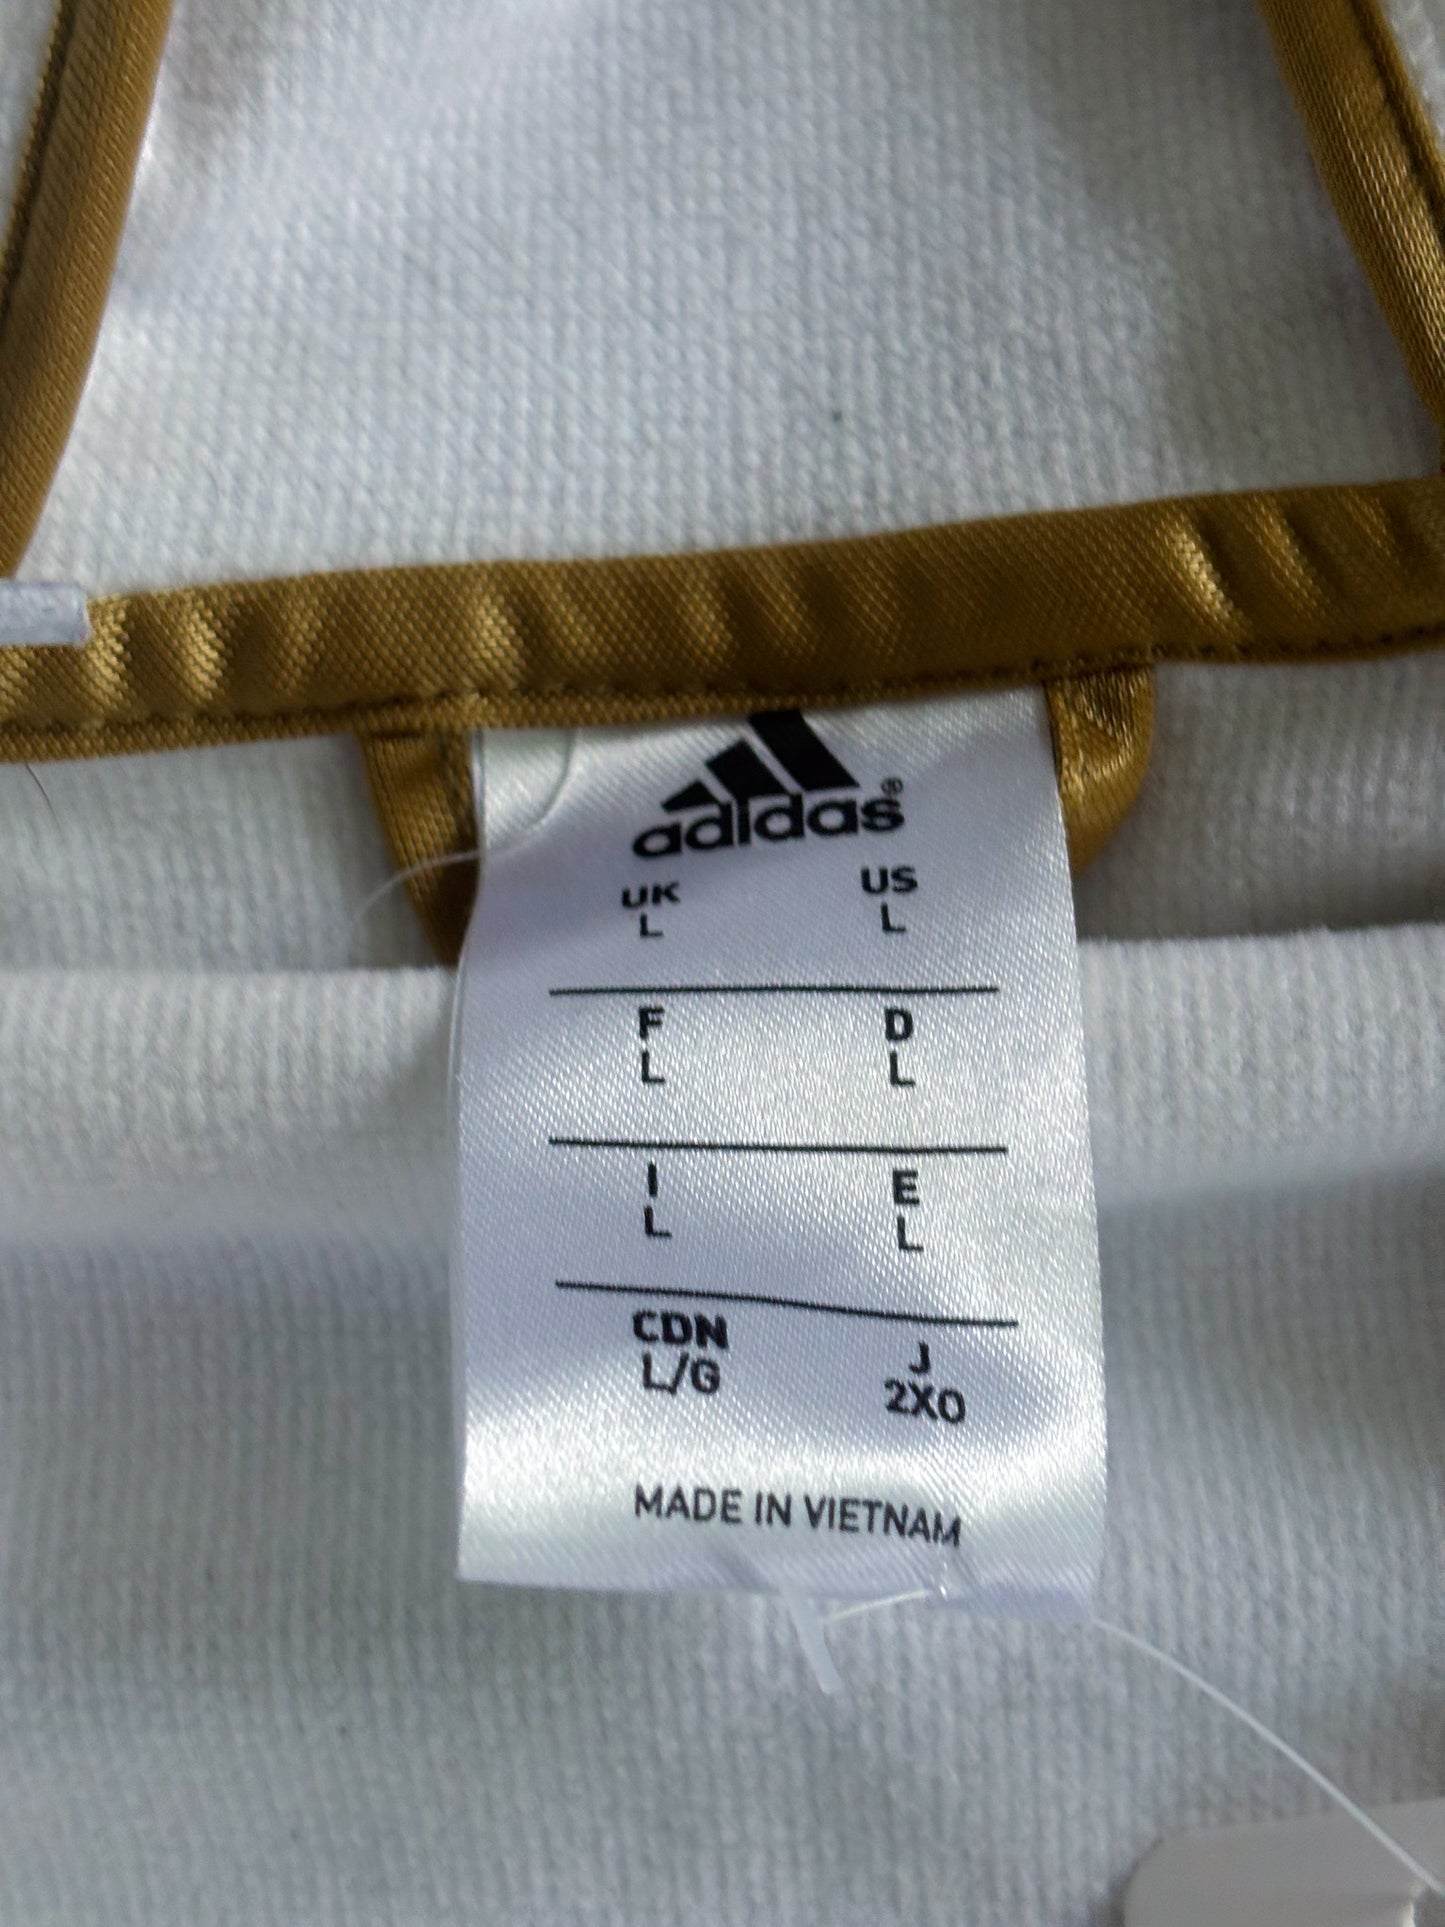 adidas®
UK US
L L
F D
L L
I E
L L
CDN J
L/G 2XO
MADE IN VIETNAM